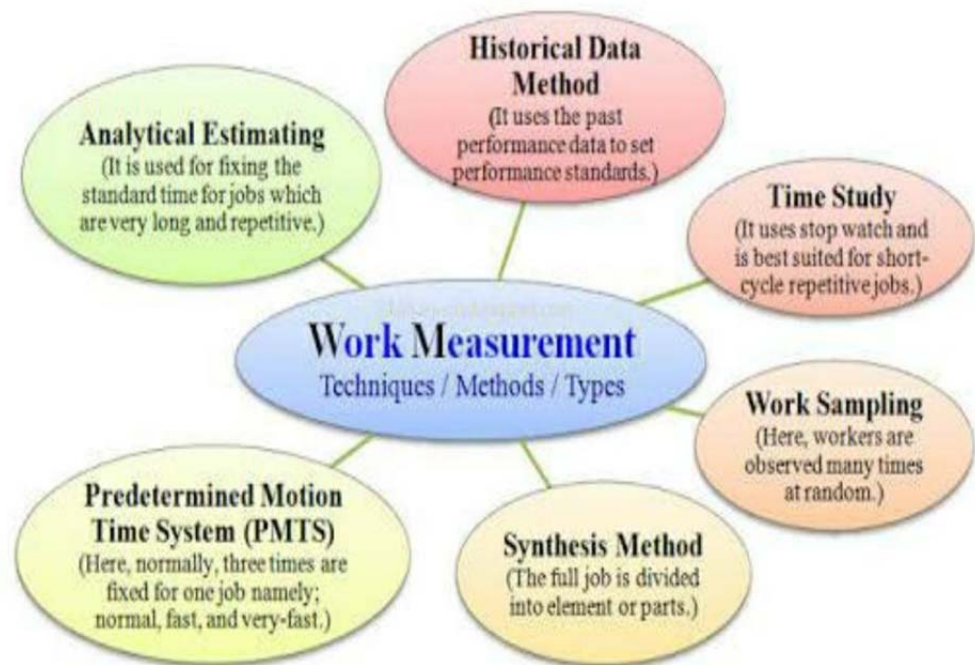 Historical Data
Method
(It uses the past
performance data to set
performance standards.)
Analytical Estimating
(It is used for fixing the
standard time for jobs which
are very long and repetitive.)
Time Study
(It uses stop watch and
is best suited for short-
cycle repetitive jobs.)
Work Measurement
Techniques / Methods / Types
Work Sampling
(Here, workers are
observed many times
at random.)
Predetermined Motion
Time System (PMTS)
(Here, normally, three times are
fixed for one job namely;
normal, fast, and very-fast.)
Synthesis Method
(The full job is divided
into element or parts.)